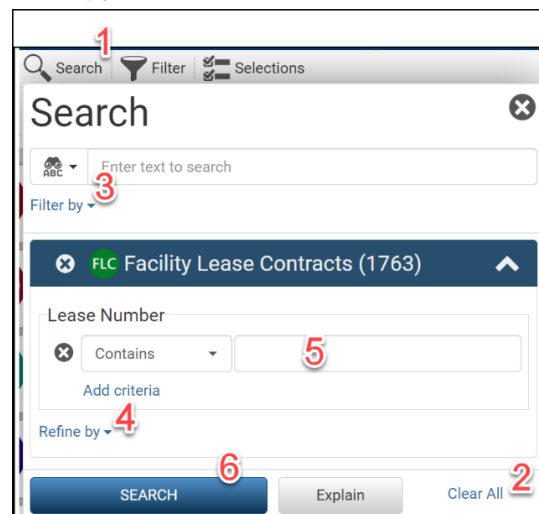 1
Search Filter Selections
Search
ABC Enter text to search
3
Filter by
FLC Facility Lease Contracts (1763)
Lease Number
Contains 5
Add criteria
4
Refine by
6
SEARCH Explain Clear All 2